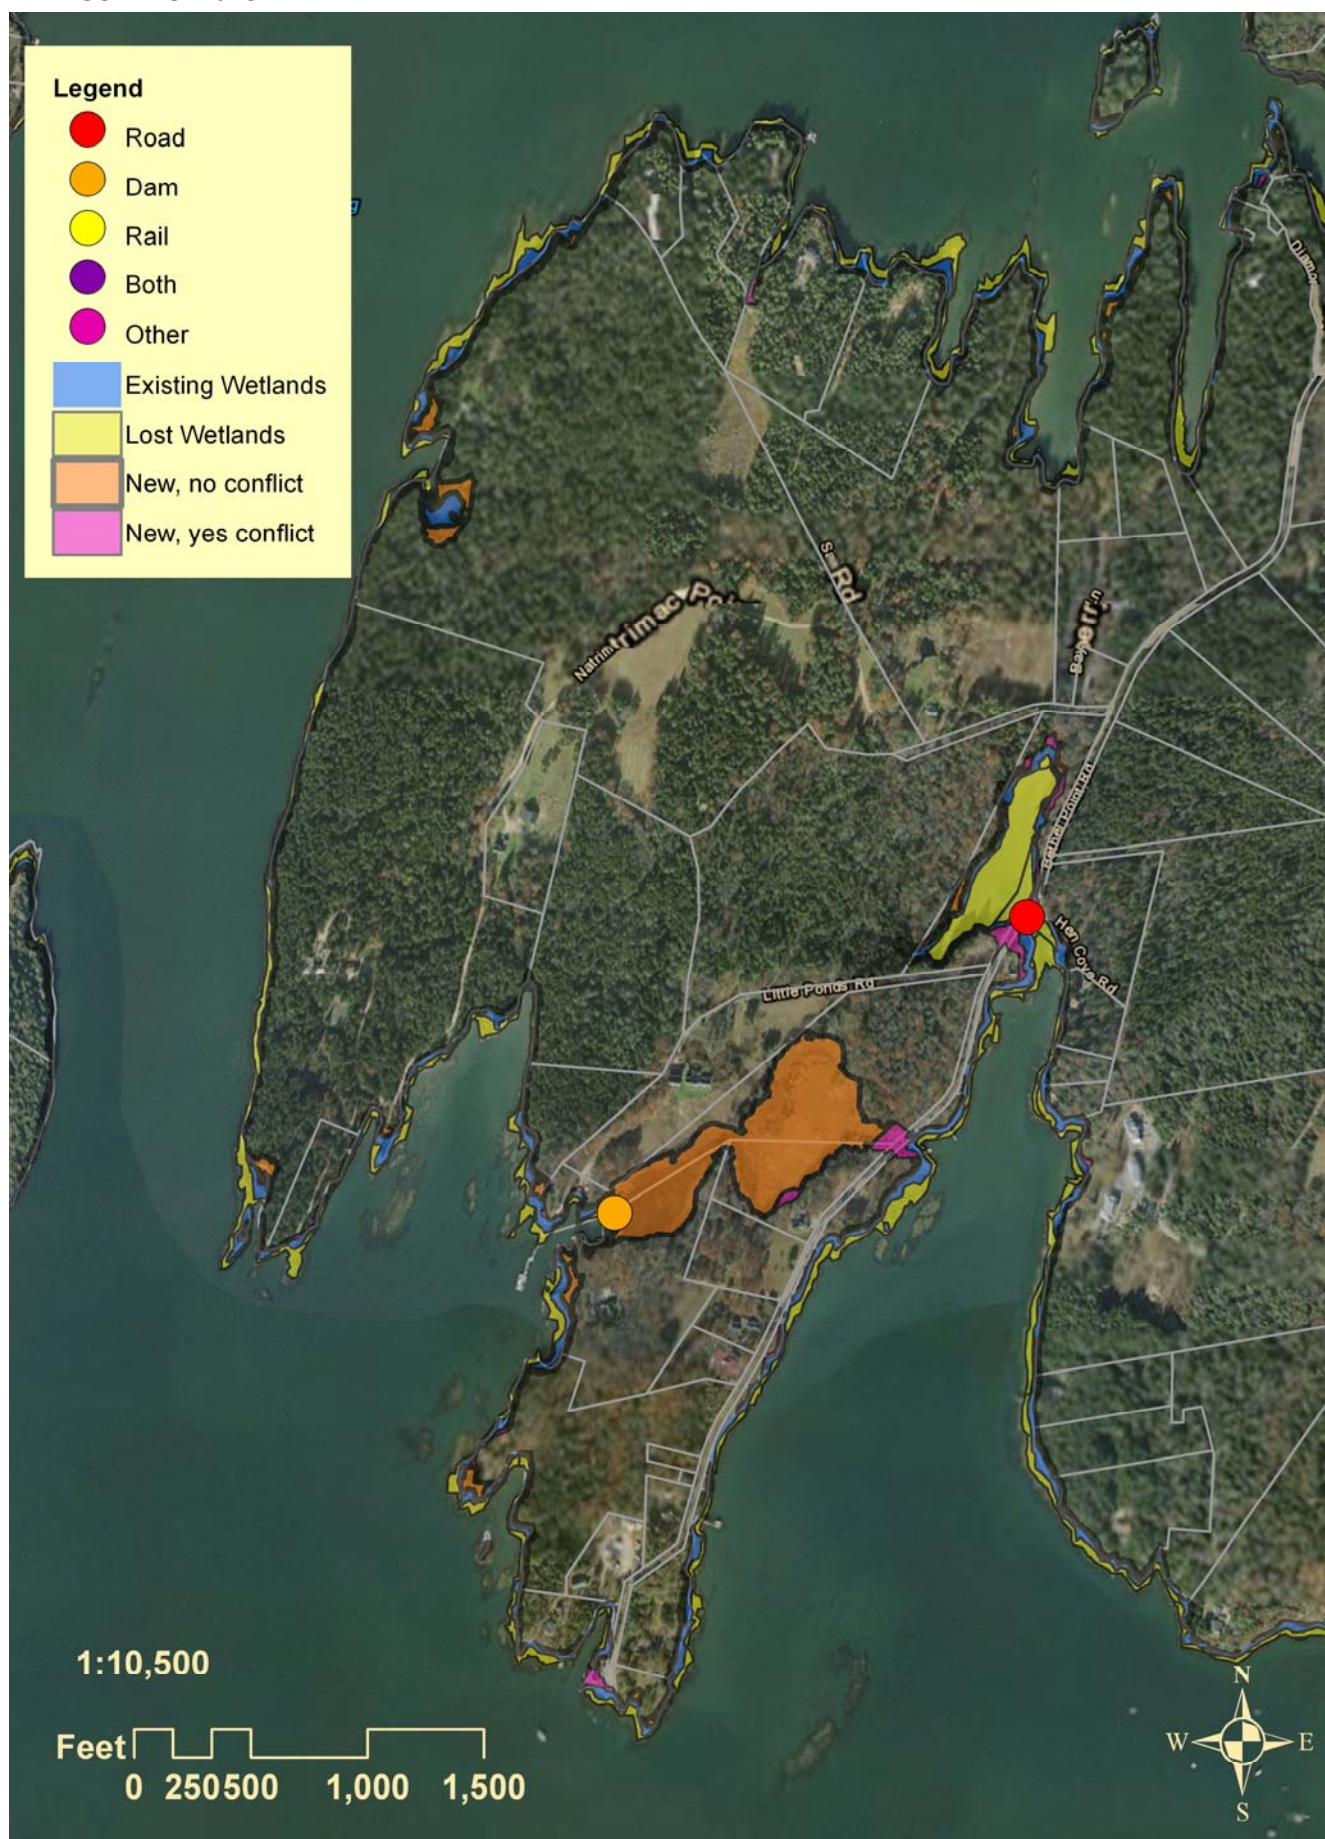 Legend
Road
Dam
Rail
Both
Other
Existing Wetlands
Lost Wetlands
New, no conflict
New, yes conflict
Rd
Little Ponds Rd
Hen Cove Rd
1:10,500
Feet
0 250 500 1,000 1,500
N
W E
S